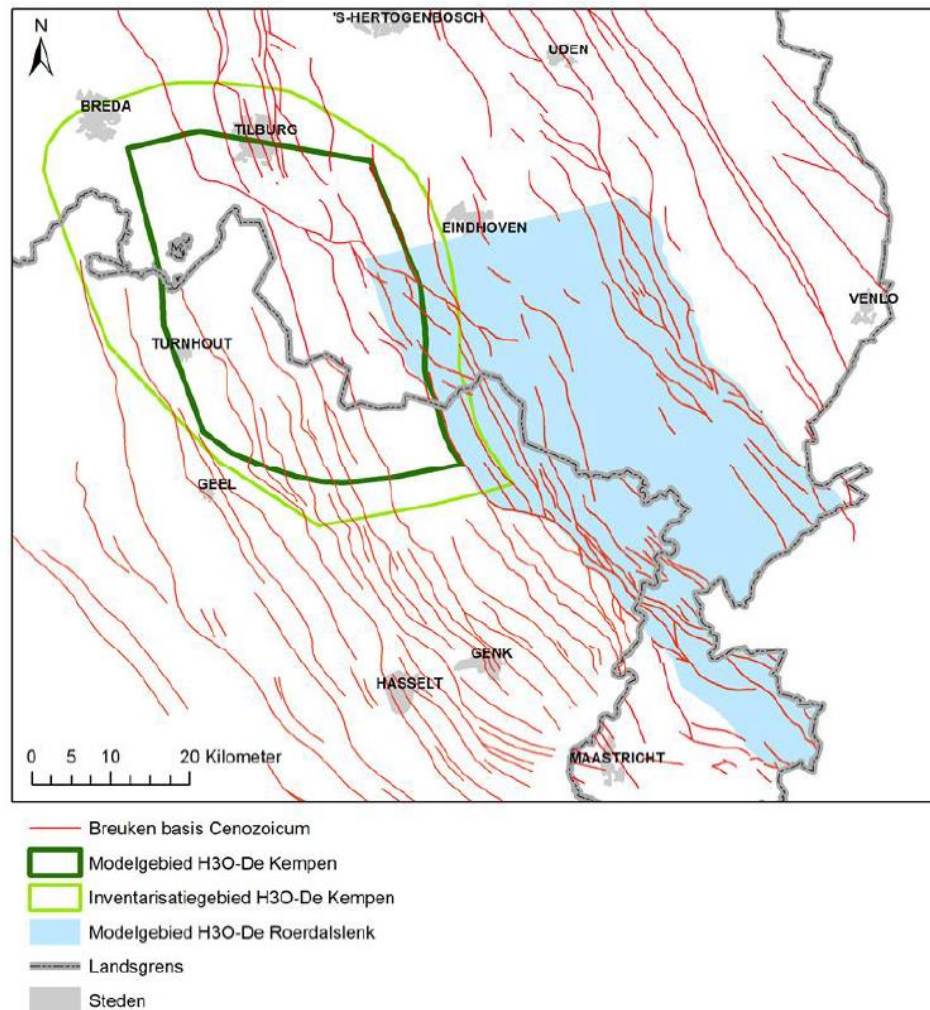 'S-HERTOGENBOSCH
N
UDEN
BREDA
TILBURG
EINDHOVEN
VENLO
TURNHOUT
GEEL
GENK
HASSELT
MAASTRICHT
0 5 10 20 Kilometer
Breuken basis Cenozoicum
Modelgebied H3O-De Kempen
Inventarisatiegebied H3O-De Kempen
Modelgebied H3O-De Roerdalslenk
Landsgrens
Steden